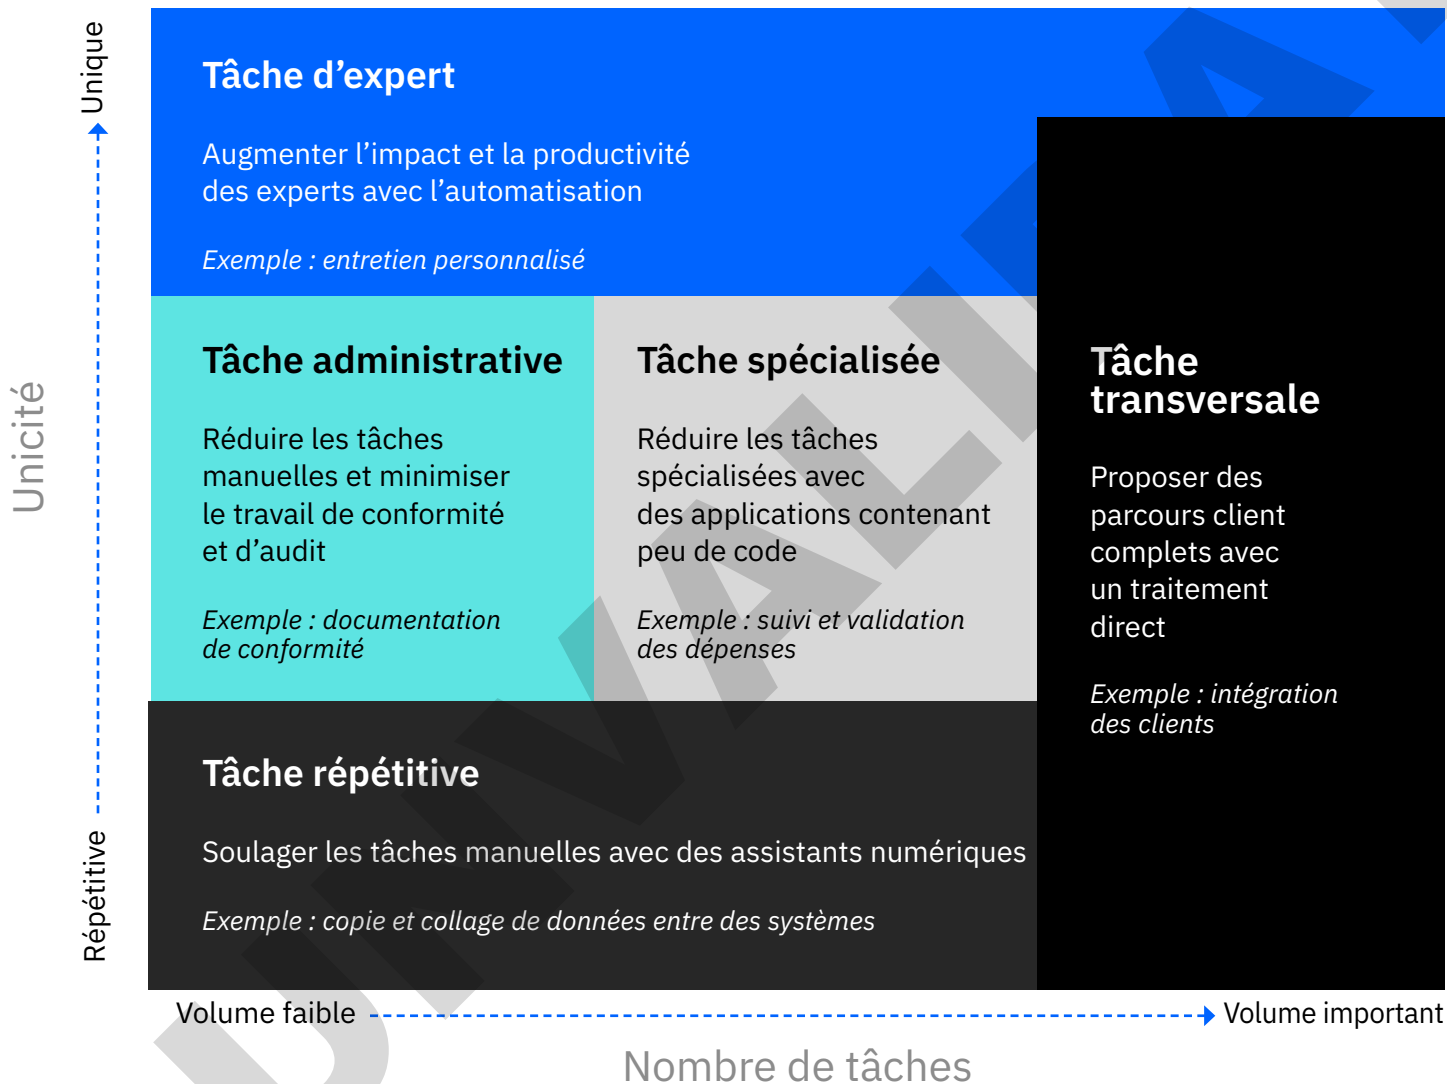 Unicité
Unique
Répétitive
Tâche d’expert
Augmenter l’impact et la productivité
des experts avec l’automatisation
Exemple : entretien personnalisé
Tâche administrative
Réduire les tâches
manuelles et minimiser
le travail de conformité
et d’audit
Exemple : documentation
de conformité
Tâche spécialisée
Réduire les tâches
spécialisées avec
des applications contenant
peu de code
Exemple : suivi et validation
des dépenses
Tâche
transversale
Proposer des
parcours client
complets avec
un traitement
direct
Exemple : intégration
des clients
Tâche répétitive
Soulager les tâches manuelles avec des assistants numériques
Exemple : copie et collage de données entre des systèmes
Volume faible
Volume important
Nombre de tâches